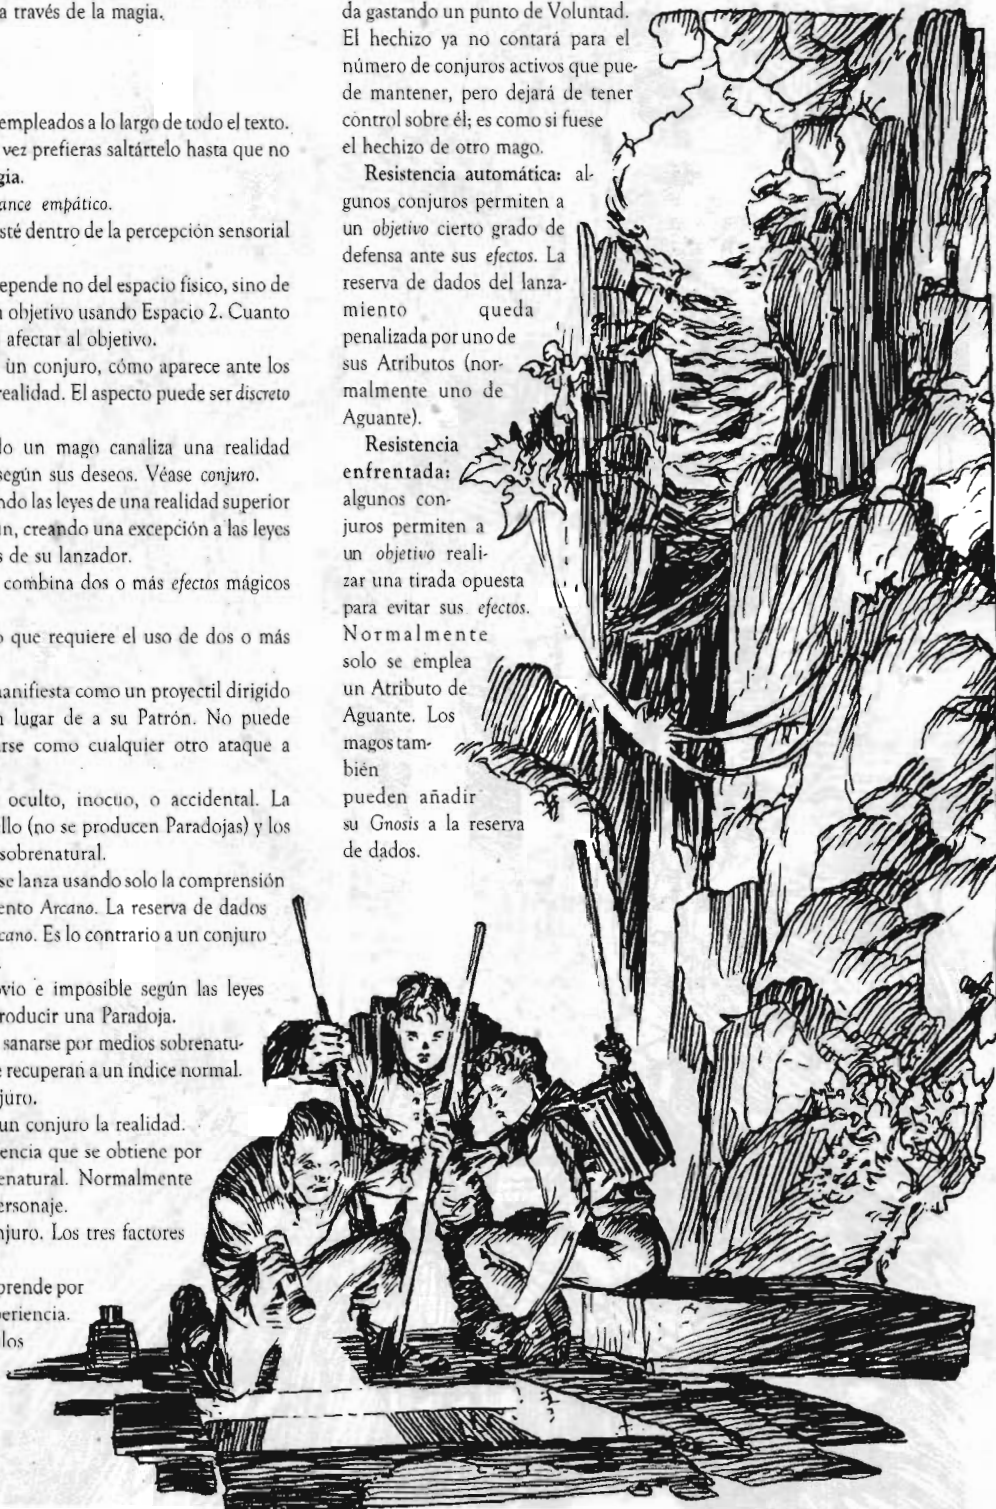 a través de la magia.
empleados a lo largo de todo el texto.
vez prefieras saltártelo hasta que no
gia.
ance empático.
sté dentro de la percepción sensorial
epende no del espacio físico, sino de
objetivo usando Espacio 2. Cuanto
afectar al objetivo.
un conjuro, cómo aparece ante los
realidad. El aspecto puede ser discreto
do un mago canaliza una realidad
según sus deseos. Véase conjuro.
ndo las leyes de una realidad superior
ún, creando una excepción a las leyes
s de su lanzador.
combina dos o más efectos mágicos
o que requiere el uso de dos o más
manifiesta como un proyectil dirigido
n lugar de a su Patrón. No puede
arse como cualquier otro ataque a
oculto, inocuo, o accidental. La
llo (no se producen Paradojas) y los
sobrenatural.
se lanza usando solo la comprensión
ento Arcano. La reserva de dados
cano. Es lo contrario a un conjuro
vio e imposible según las leyes
roducir una Paradoja.
sanarse por medios sobrenatu-
e recuperan a un índice normal.
juro.
un conjuro la realidad.
encia que se obtiene por
enatural. Normalmente
ersonaje.
njuro. Los tres factores
prende por
periencia.
los
da gastando un punto de Voluntad.
El hechizo ya no contará para el
número de conjuros activos que pue-
de mantener, pero dejará de tener
control sobre él; es como si fuese
el hechizo de otro mago.
Resistencia automática: al-
gunos conjuros permiten a
un objetivo cierto grado de
defensa ante sus efectos. La
reserva de dados del lanza-
miento queda
penalizada por uno de
sus Atributos (nor-
malmente uno de
Aguante).
Resistencia
enfrentada:
algunos con-
juros permiten a
un objetivo reali-
zar una tirada opuesta
para evitar sus efectos.
Normalmente
solo se emplea
un Atributo de
Aguante. Los
magos tam-
bién
pueden añadir
su Gnosis a la reserva
de dados.